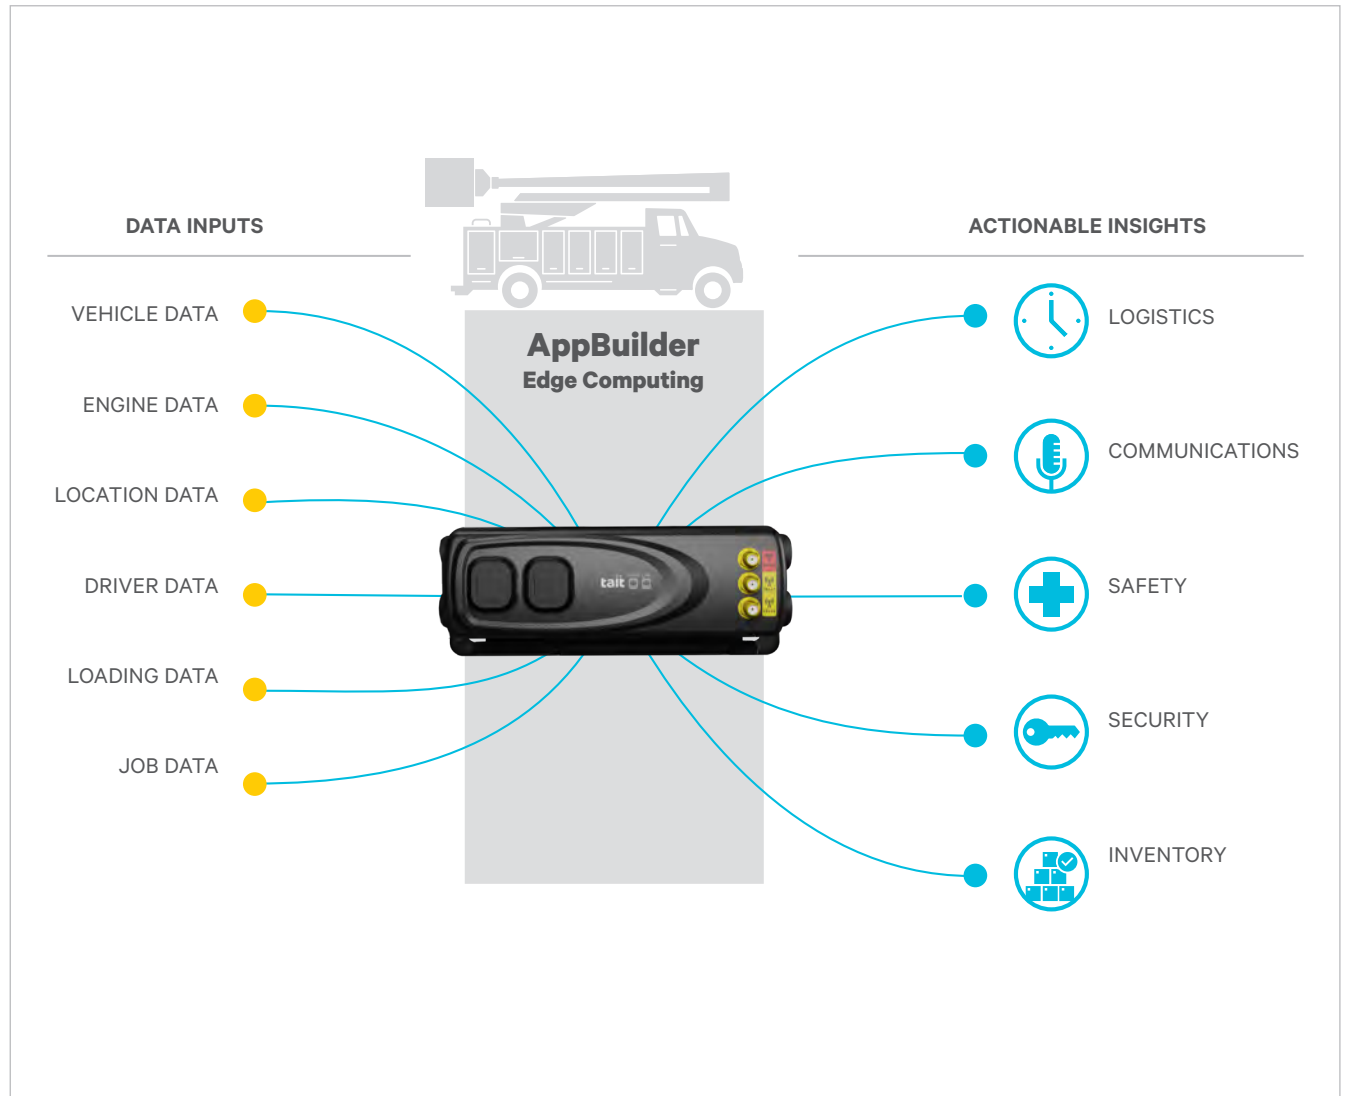 DATA INPUTS
VEHICLE DATA
ENGINE DATA
LOCATION DATA
DRIVER DATA
LOADING DATA
JOB DATA
AppBuilder
Edge Computing
tait
ACTIONABLE INSIGHTS
LOGISTICS
COMMUNICATIONS
SAFETY
SECURITY
INVENTORY